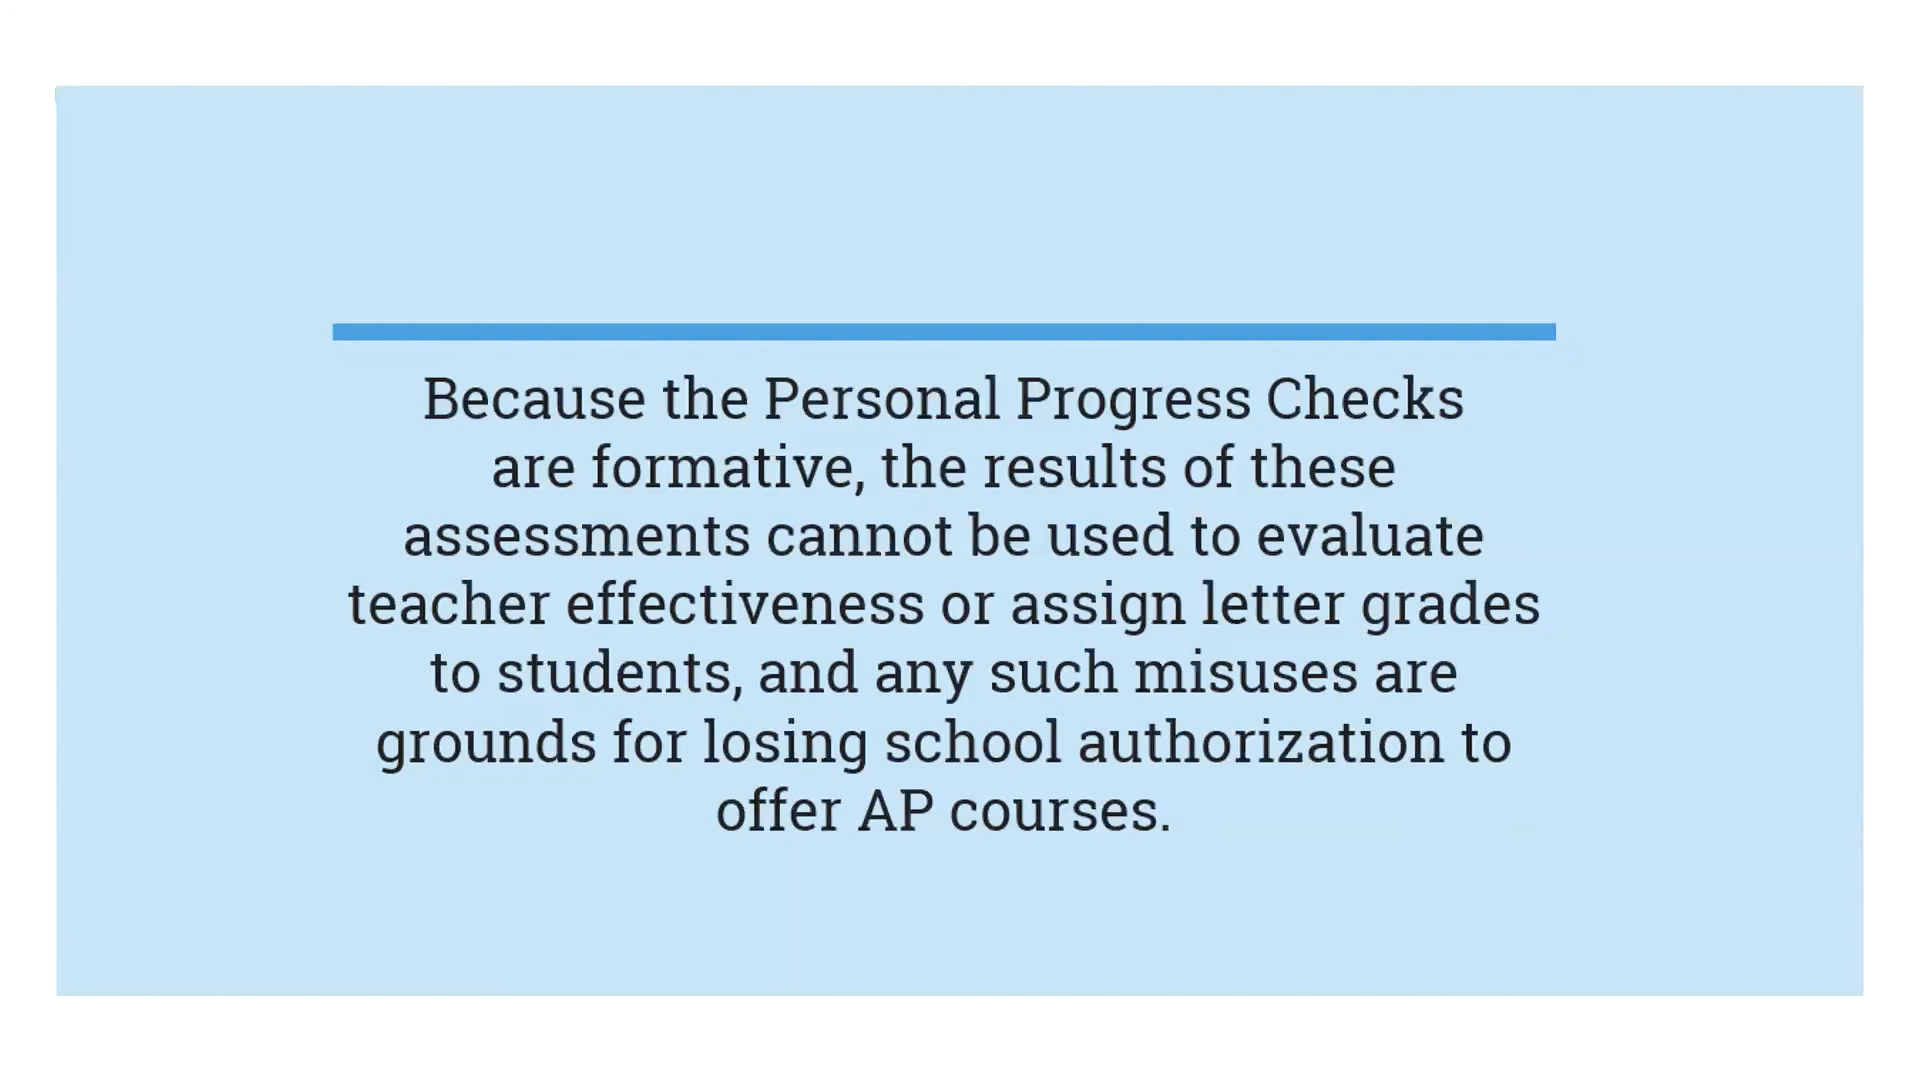 Because the Personal Progress Checks
are formative, the results of these
assessments cannot be used to evaluate
teacher effectiveness or assign letter grades
to students, and any such misuses are
grounds for losing school authorization to
offer AP courses.